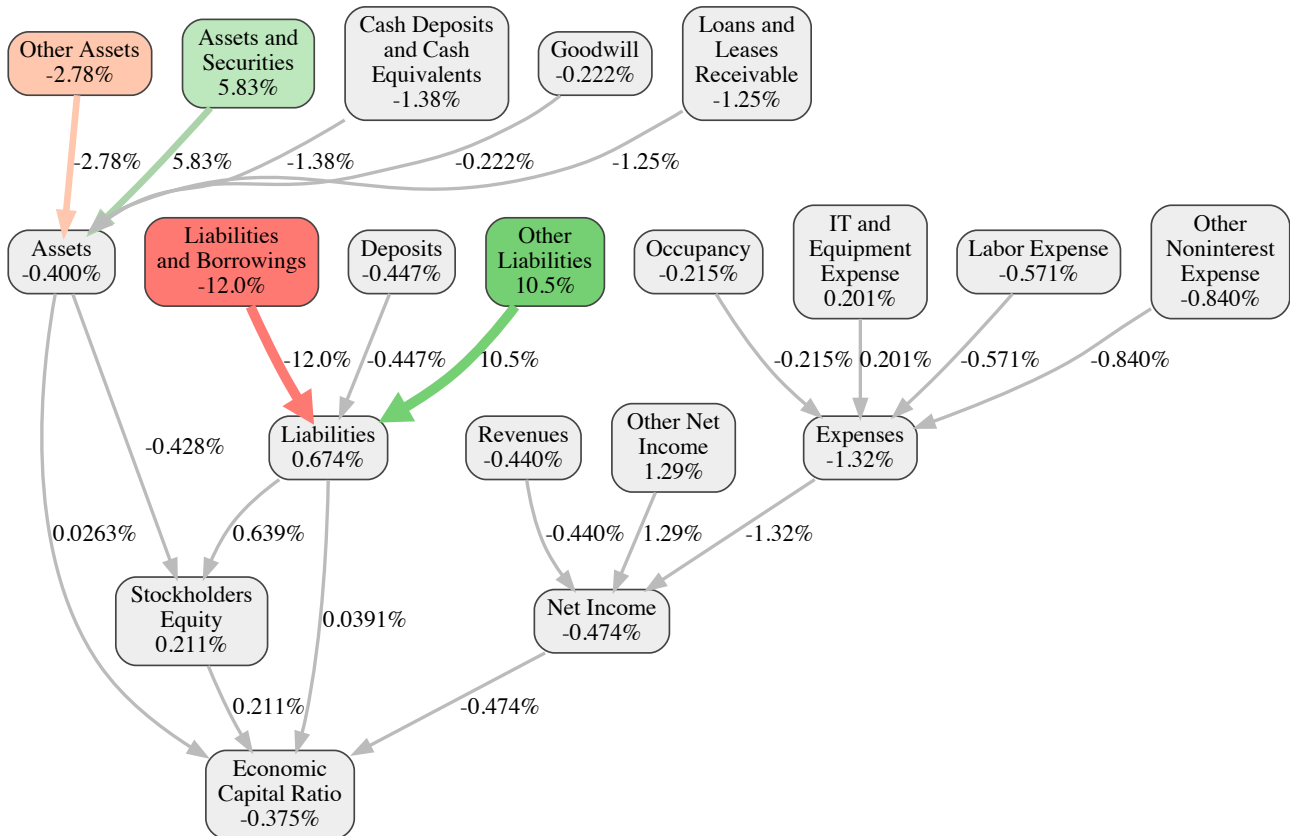 Other Assets
-2.78%
Assets and
Securities
5.83%
Cash Deposits
and Cash
Equivalents
-1.38%
Goodwill
-0.222%
Loans and
Leases
Receivable
-1.25%
-2.78%
5.83%
-1.38%
-0.222%
-1.25%
Assets
-0.400%
Liabilities
and Borrowings
-12.0%
Deposits
-0.447%
Other
Liabilities
10.5%
Occupancy
-0.215%
IT and
Equipment
Expense
0.201%
Labor Expense
-0.571%
Other
Noninterest
Expense
-0.840%
-12.0%
-0.447%
10.5%
-0.215%
0.201%
-0.571%
-0.840%
Liabilities
0.674%
Revenues
-0.440%
Other Net
Income
1.29%
Expenses
-1.32%
-0.428%
0.0263%
0.639%
-0.440%
1.29%
-1.32%
Stockholders
Equity
0.211%
0.0391%
Net Income
-0.474%
0.211%
-0.474%
Economic
Capital Ratio
-0.375%